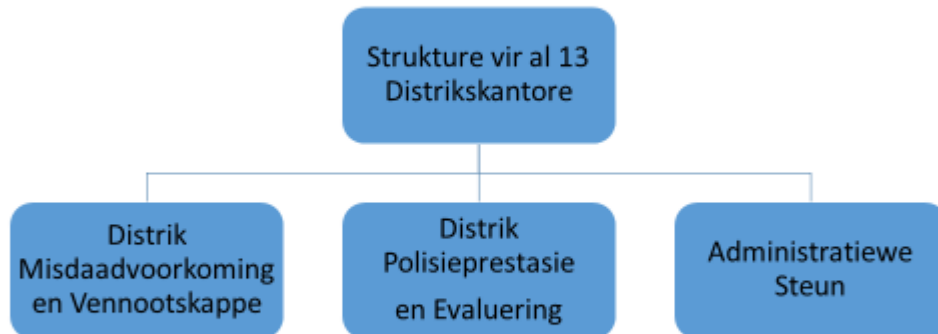 Strukture vir al 13
Distrikskantore
Distrik
Misdaadvoorkoming
en Vennootskappe
Distrik
Polisieprestasie
en Evaluering
Administratiewe
Steun